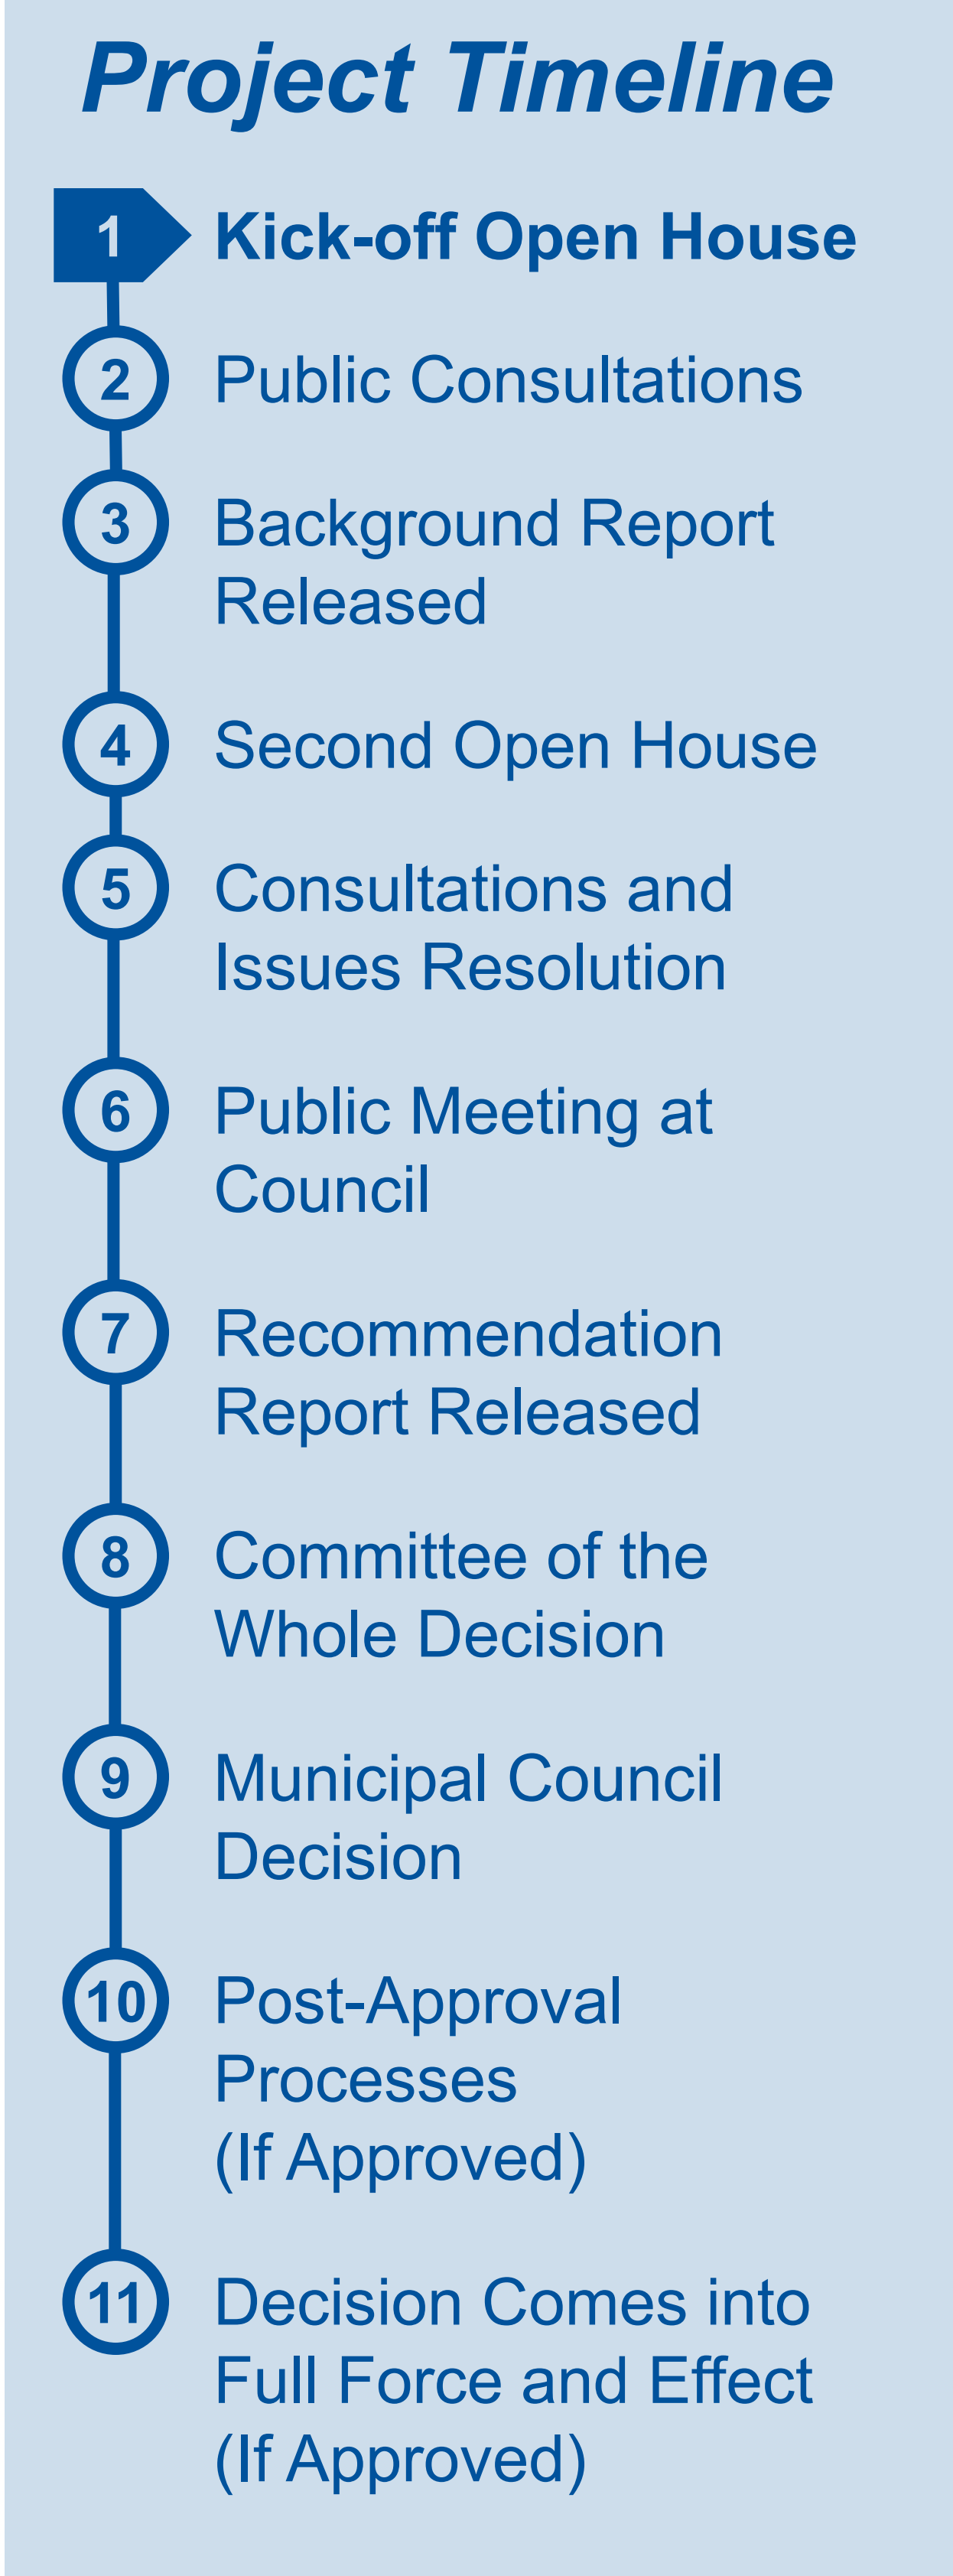 Project Timeline
1 Kick-off Open House
2 Public Consultations
3 Background Report
Released
4 Second Open House
5 Consultations and
Issues Resolution
6 Public Meeting at
Council
7 Recommendation
Report Released
8 Committee of the
Whole Decision
9 Municipal Council
Decision
10 Post-Approval
Processes
(If Approved)
11 Decision Comes into
Full Force and Effect
(If Approved)